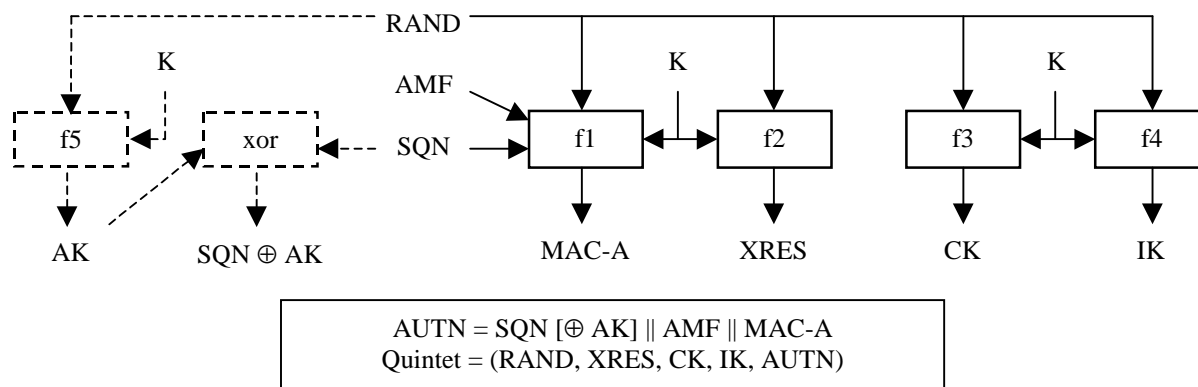 RAND
K
K
K
AMF
f5
xor
SQN
f1
f2
f3
f4
AK
SQN ⊕ AK
MAC-A
XRES
CK
IK
AUTN = SQN [⊕ AK] || AMF || MAC-A
Quintet = (RAND, XRES, CK, IK, AUTN)